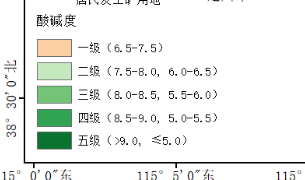 酸碱度
一级（6.5-7.5）
二级（7.5-8.0, 6.0-6.5）
三级（8.0-8.5, 5.5-6.0）
四级（8.5-9.0, 5.0-5.5）
五级（>9.0, ≤5.0）
38° 30′0″北
15° 0′0″东
115° 5′0″东
115°